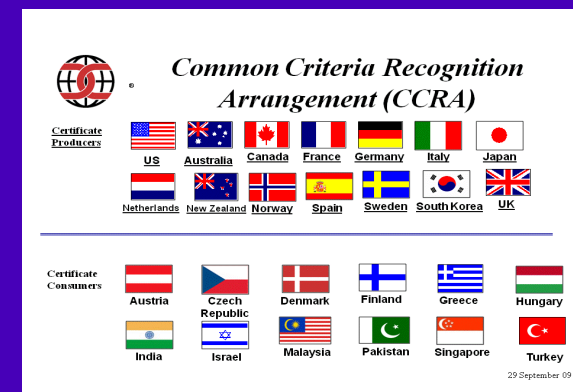 Common Criteria Recognition
Arrangement (CCRA)
®
Certificate
Producers
US Australia Canada France Germany Italy Japan
Netherlands New Zealand Norway Spain Sweden South Korea UK
Certificate
Consumers
Austria Czech Republic Denmark Finland Greece Hungary
India Israel Malaysia Pakistan Singapore Turkey
29 September 09